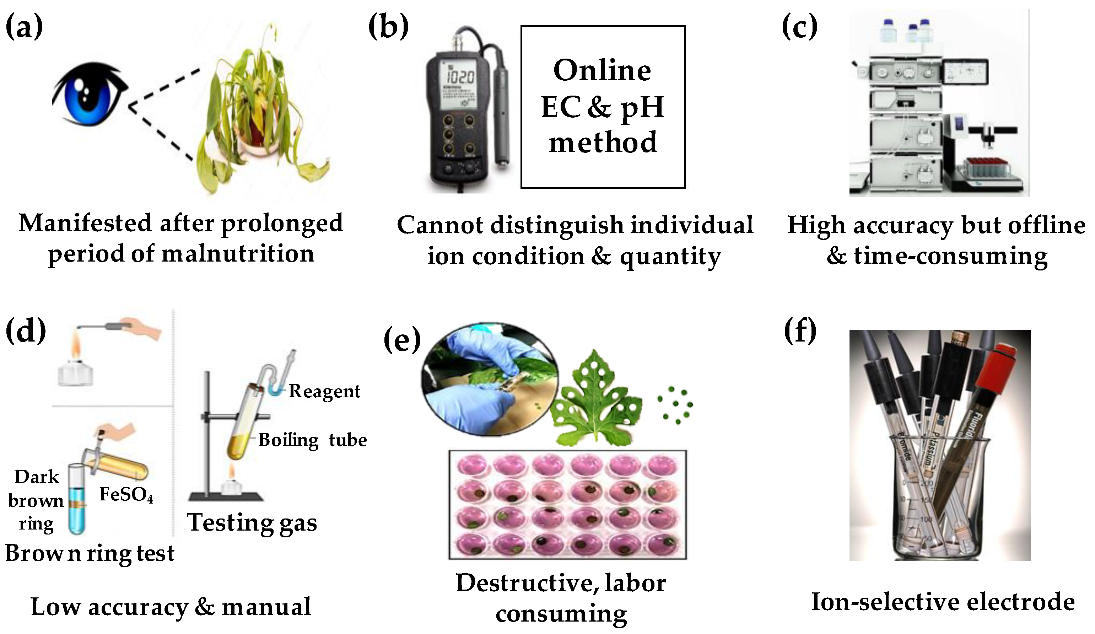 (a)
(b)
(c)
1020
Online
EC & pH
method
Manifested after prolonged
period of malnutrition
Cannot distinguish individual
ion condition & quantity
High accuracy but offline
& time-consuming
(d)
(e)
(f)
Reagent
Boiling tube
Dark
brown
ring
FeSO₄
Testing gas
Brown ring test
Potassium
Fluoride
Low accuracy & manual
Destructive, labor
consuming
Ion-selective electrode